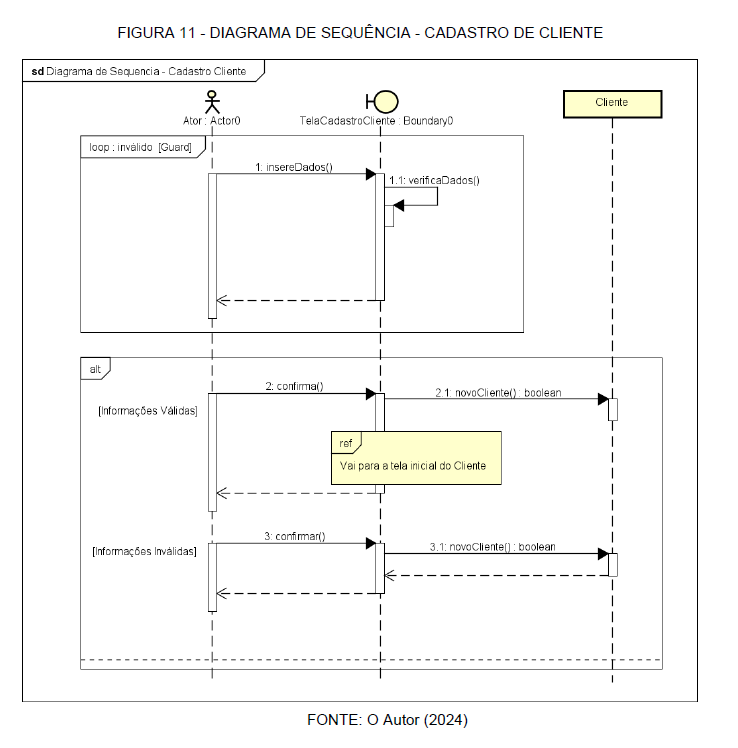 FIGURA 11 - DIAGRAMA DE SEQUÊNCIA - CADASTRO DE CLIENTE
sd Diagrama de Sequencia - Cadastro Cliente
Ator : Actor0
TelaCadastroCliente : Boundary0
Cliente
loop : inválido [Guard]
1: insereDados()
1.1: verificaDados()
alt
2: confirma()
2.1: novoCliente() : boolean
[Informações Válidas]
ref
Vai para a tela inicial do Cliente
3: confirmar()
3.1: novoCliente() : boolean
[Informações Inválidas]
FONTE: O Autor (2024)